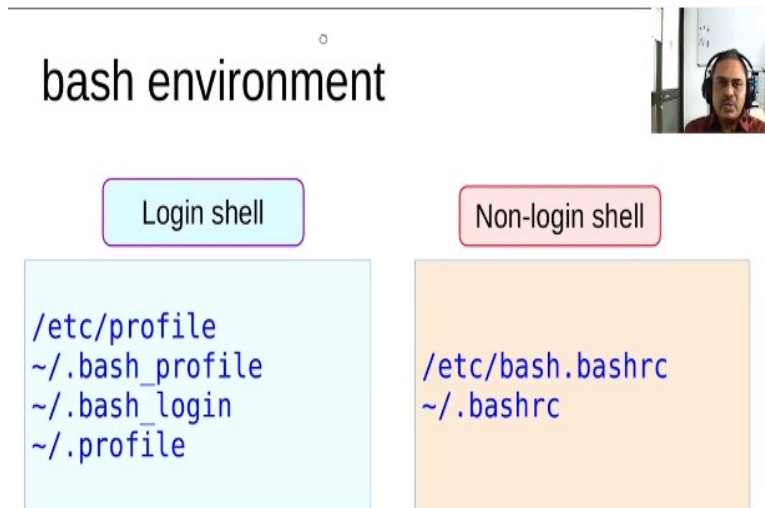 bash environment
Login shell
Non-login shell
/etc/profile
~/.bash_profile
~/.bash_login
~/.profile
/etc/bash.bashrc
~/.bashrc